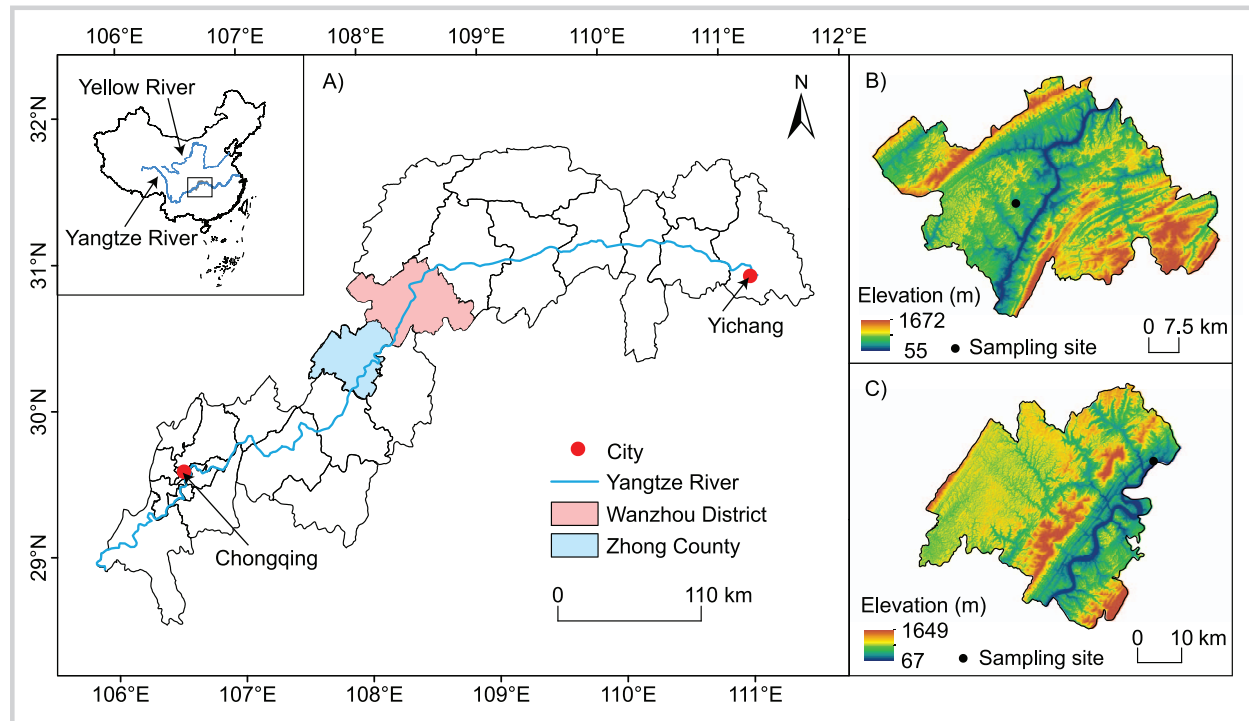 106°E
107°E
108°E
109°E
110°E
111°E
112°E
A)
N
Yellow River
Yangtze River
32°N
31°N
30°N
29°N
Yichang
Chongqing
City
Yangtze River
Wanzhou District
Zhong County
0
110 km
106°E
107°E
108°E
109°E
110°E
111°E
B)
Elevation (m)
1672
55
Sampling site
0 7.5 km
C)
Elevation (m)
1649
67
Sampling site
0 10 km